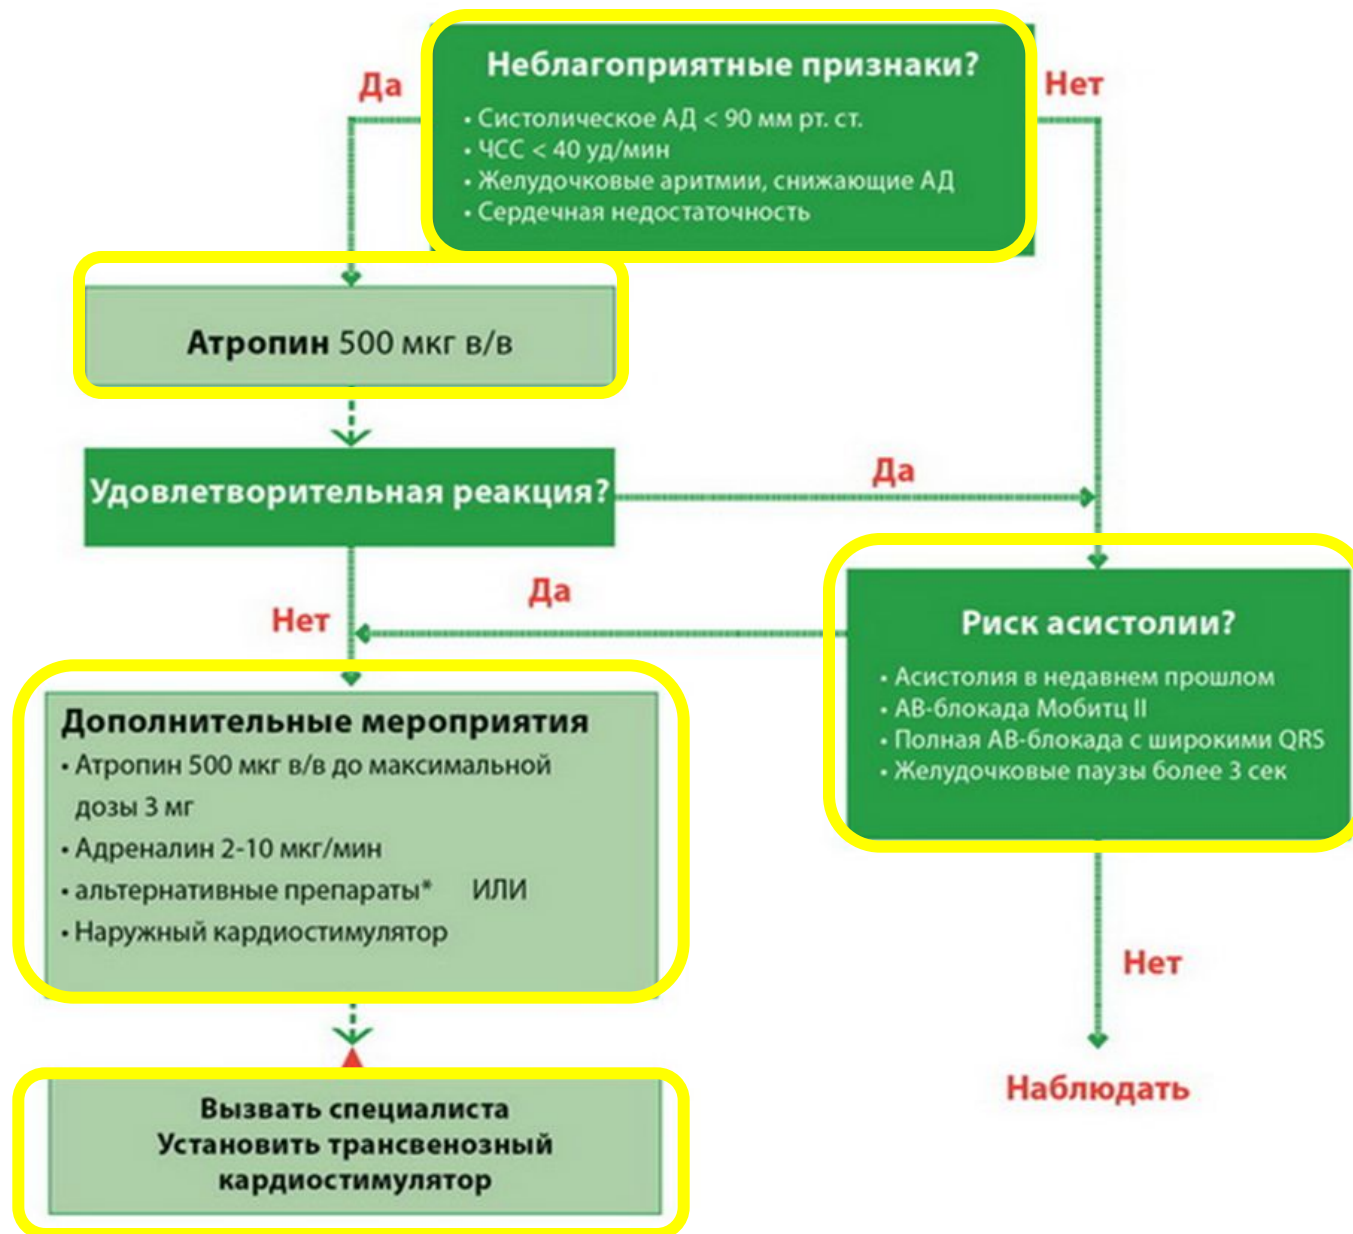 Неблагоприятные признаки?
Да
Нет
• Систолическое АД < 90 мм рт. ст.
• ЧСС < 40 уд/мин
• Желудочковые аритмии, снижающие АД
• Сердечная недостаточность
Атропин 500 мкг в/в
Удовлетворительная реакция?
Да
Да
Нет
Риск асистолии?
• Асистолия в недавнем прошлом
• АВ-блокада Мобитц II
• Полная АВ-блокада с широкими QRS
• Желудочковые паузы более 3 сек
Дополнительные мероприятия
• Атропин 500 мкг в/в до максимальной
дозы 3 мг
• Адреналин 2-10 мкг/мин
• альтернативные препараты* ИЛИ
• Наружный кардиостимулятор
Нет
Наблюдать
Вызвать специалиста
Установить трансвенозный
кардиостимулятор